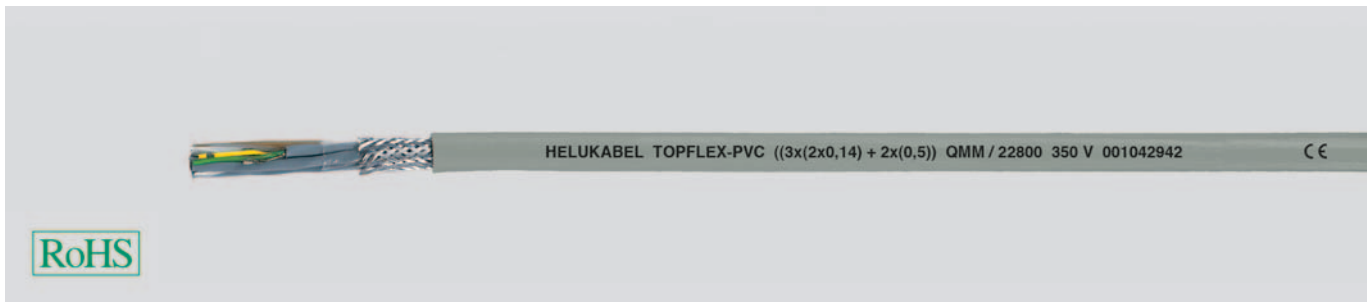 HELUKABEL TOPFLEX-PVC ((3x(2x0,14) + 2x(0,5)) QMM / 22800 350 V 001042942 CE
RoHS